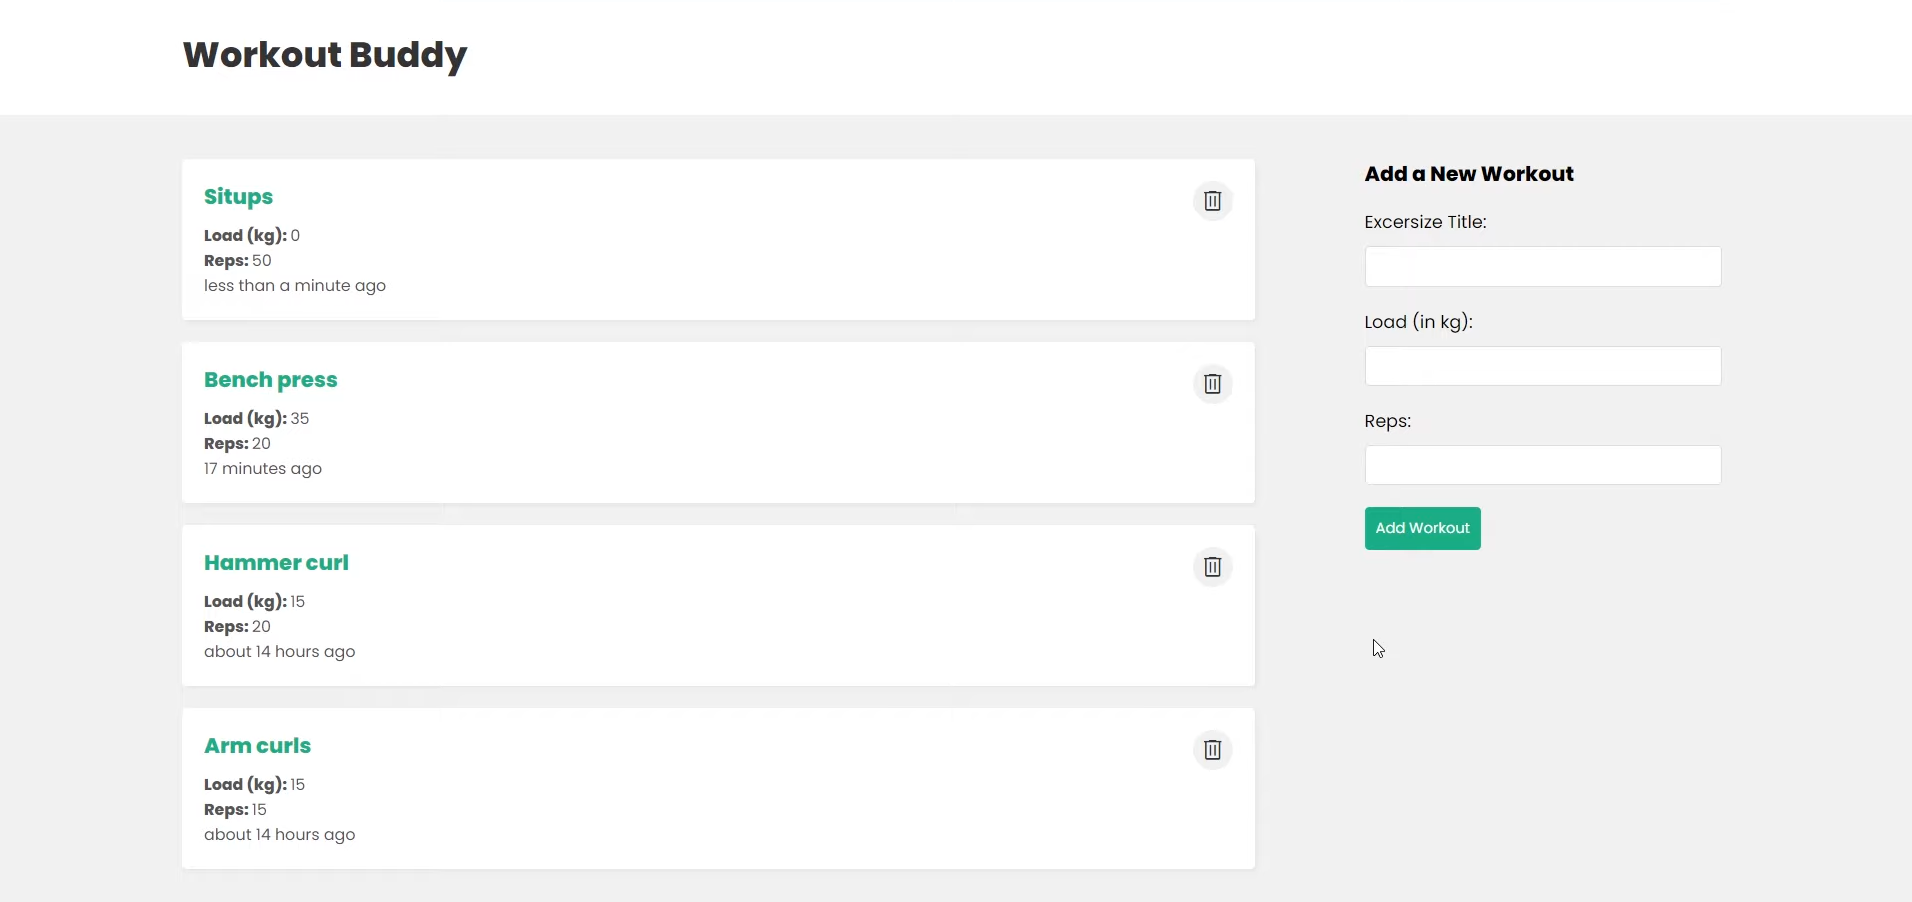 Workout Buddy
Situps
Load (kg): 0
Reps: 50
less than a minute ago
Bench press
Load (kg): 35
Reps: 20
17 minutes ago
Hammer curl
Load (kg): 15
Reps: 20
about 14 hours ago
Arm curls
Load (kg): 15
Reps: 15
about 14 hours ago
Add a New Workout
Excersize Title:
Load (in kg):
Reps:
Add Workout